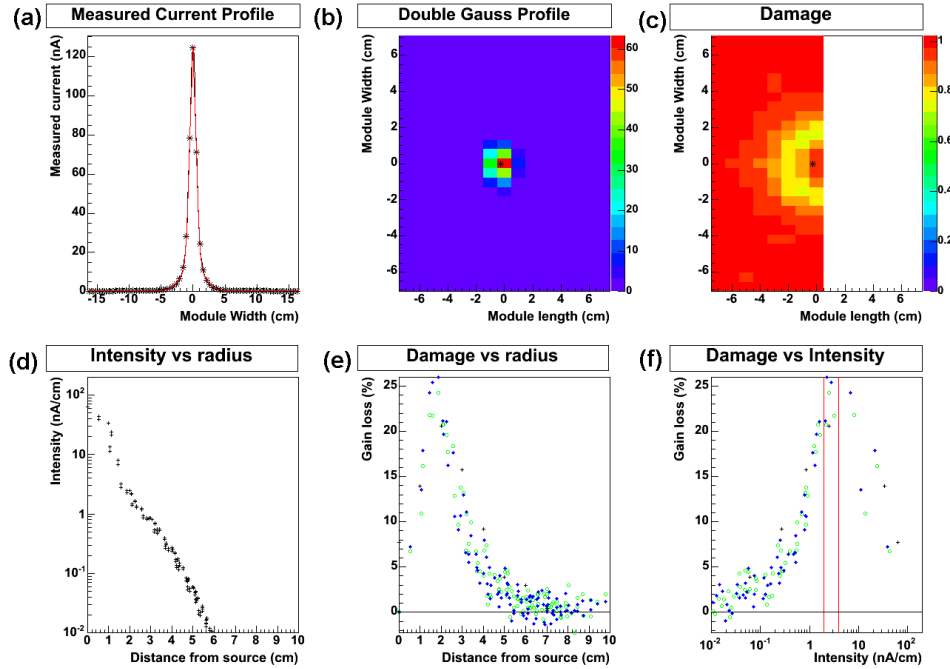 (a) Measured Current Profile
Measured current (nA)
120
100
80
60
40
20
0
-15 -10 -5 0 5 10 15
Module Width (cm)
(b) Double Gauss Profile
Module Width (cm)
6
4
2
0
-2
-4
-6
-6 -4 -2 0 2 4 6
Module length (cm)
60
50
40
30
20
10
0
(c) Damage
Module Width (cm)
6
4
2
0
-2
-4
-6
-6 -4 -2 0 2 4 6
Module length (cm)
1
0.8
0.6
0.4
0.2
0
(d) Intensity vs radius
Intensity (nA/cm)
10^2
10
1
10^-1
10^-2
0 1 2 3 4 5 6 7 8 9 10
Distance from source (cm)
(e) Damage vs radius
Gain loss (%)
25
20
15
10
5
0
0 1 2 3 4 5 6 7 8 9 10
Distance from source (cm)
(f) Damage vs Intensity
Gain loss (%)
25
20
15
10
5
0
10^-2 10^-1 1 10 10^2
Intensity (nA/cm)